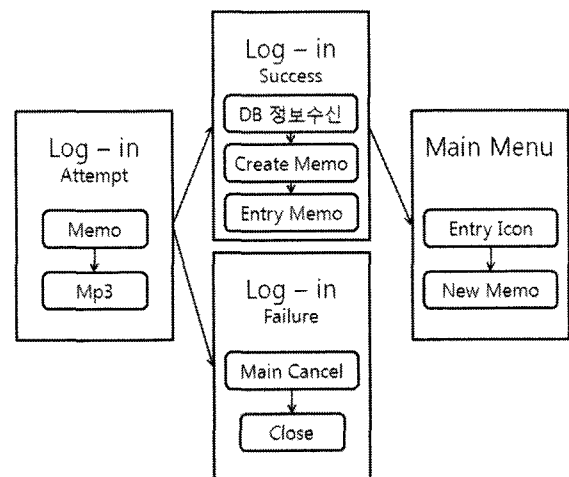 Log – in
Attempt
Memo
Mp3
Log – in
Success
DB 정보수신
Create Memo
Entry Memo
Log – in
Failure
Main Cancel
Close
Main Menu
Entry Icon
New Memo